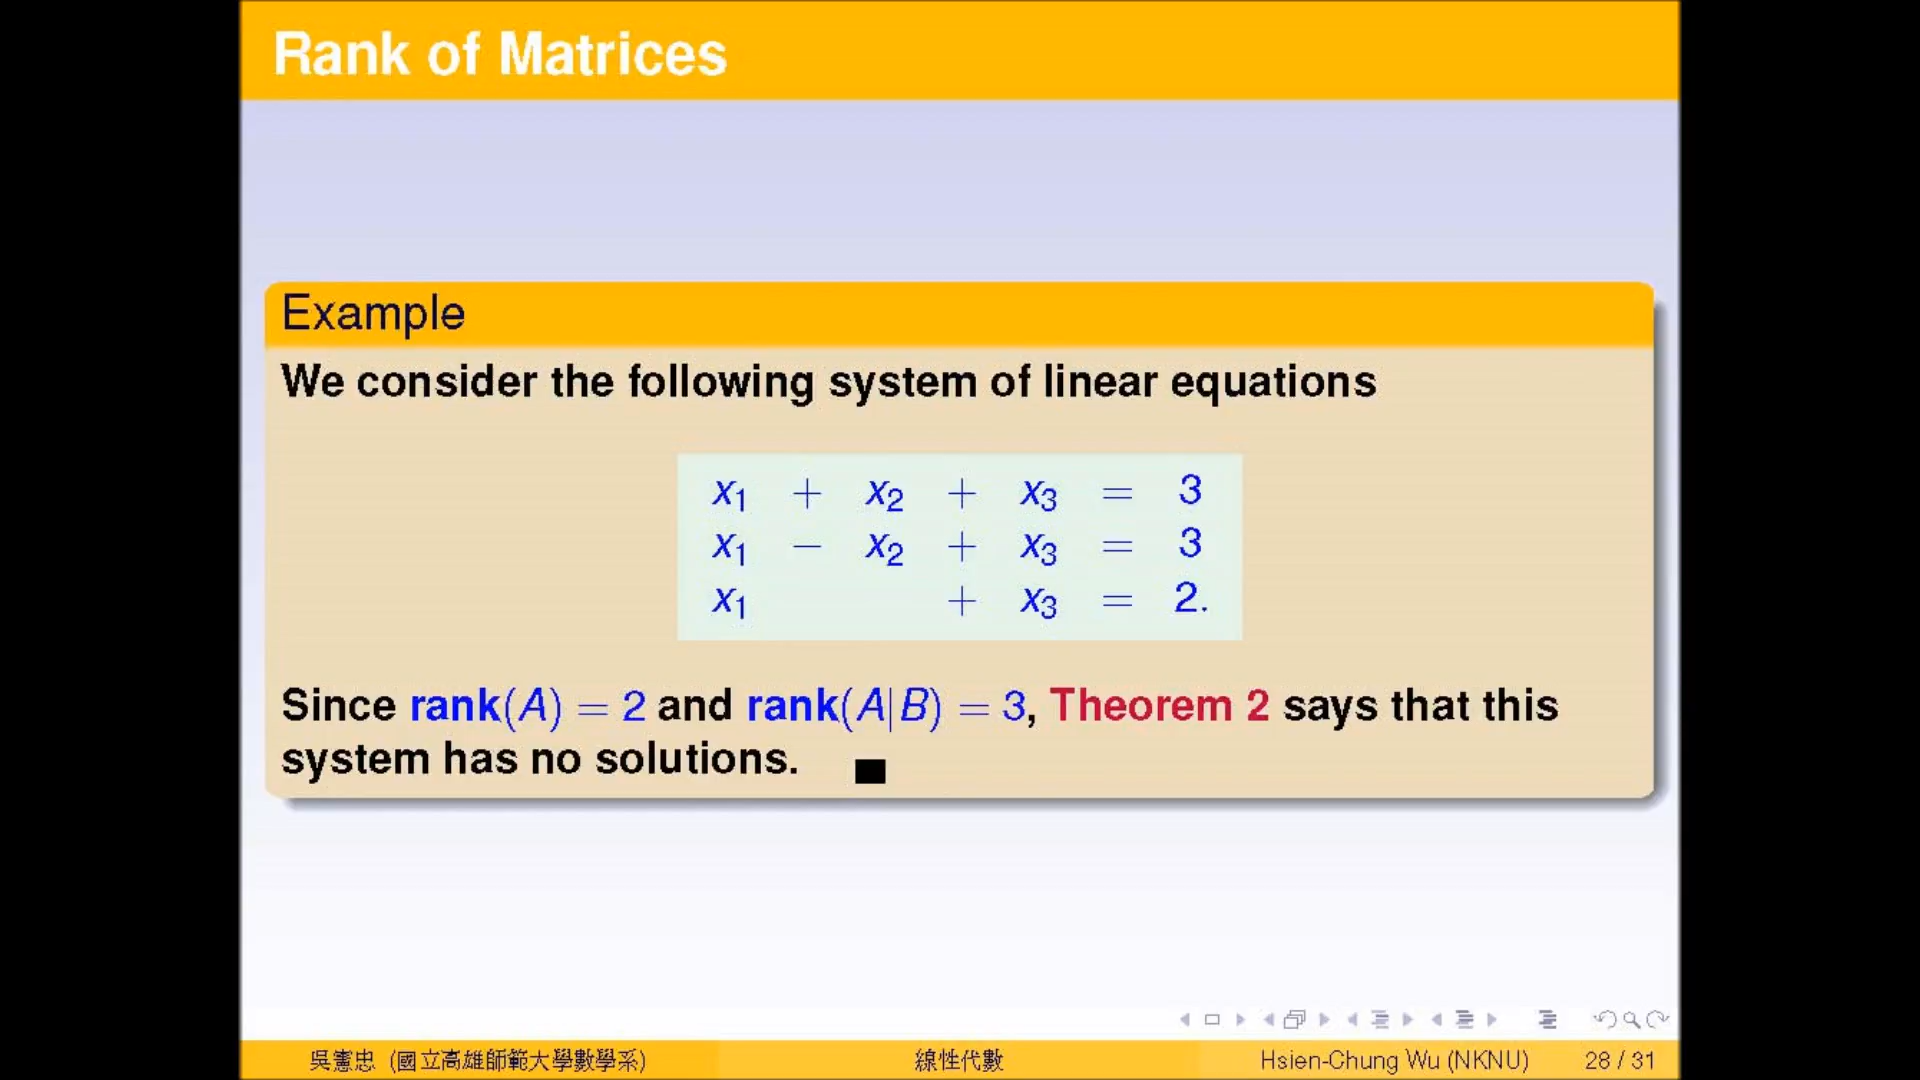 Rank of Matrices
Example
We consider the following system of linear equations
x₁ + x₂ + x₃ = 3
x₁ − x₂ + x₃ = 3
x₁ + x₃ = 2.
Since rank(A) = 2 and rank(A|B) = 3, Theorem 2 says that this
system has no solutions.
吳憲忠 (國立高雄師範大學數學系) 線性代數 Hsien-Chung Wu (NKNU) 28 / 31